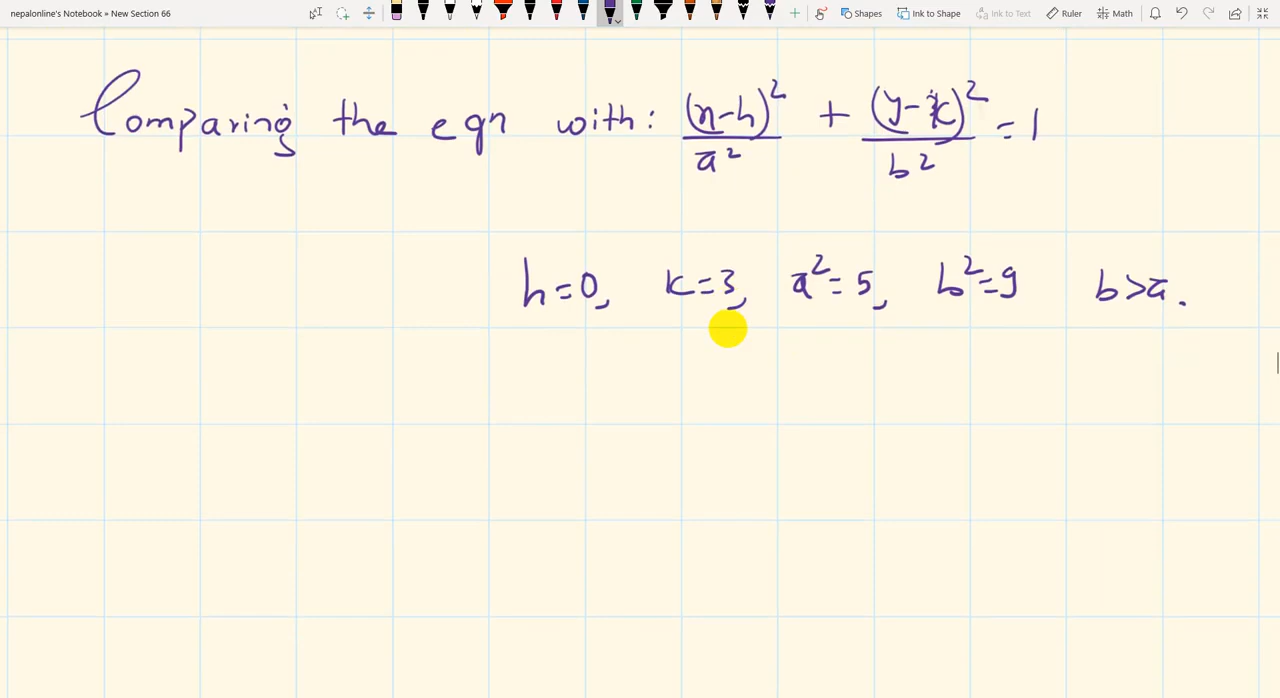 nepalonline's Notebook » New Section 66
Shapes Ink to Shape Ink to Text Ruler Math
Comparing the eqn with: (x-h)²/a² + (y-k)²/b² = 1
h=0, k=3, a²=5, b²=9 b>a.